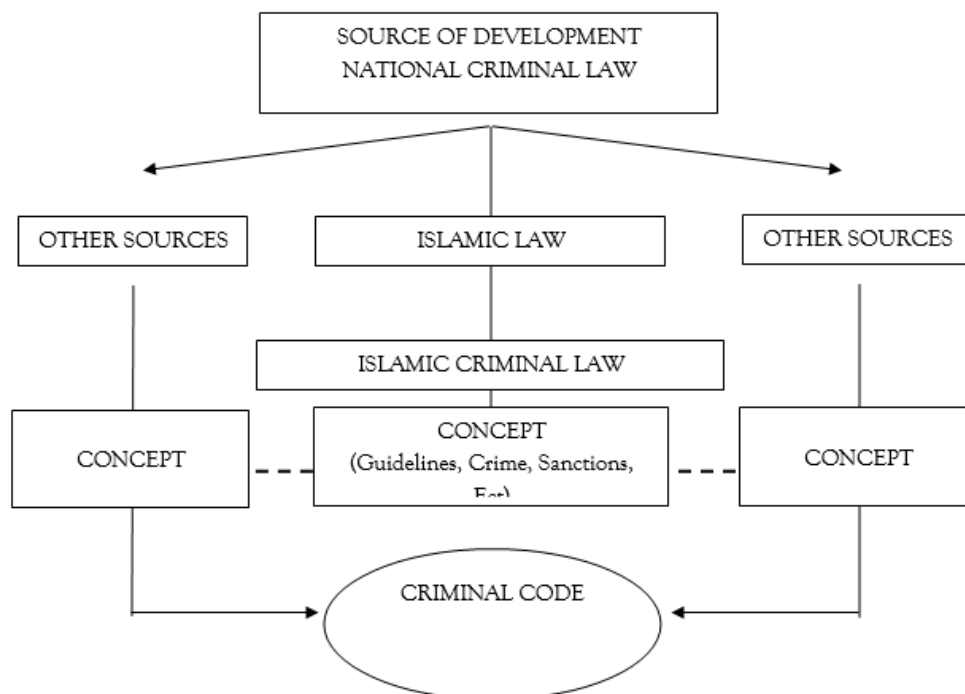 SOURCE OF DEVELOPMENT
NATIONAL CRIMINAL LAW
OTHER SOURCES
ISLAMIC LAW
OTHER SOURCES
ISLAMIC CRIMINAL LAW
CONCEPT
CONCEPT
(Guidelines, Crime, Sanctions,
Ect)
CONCEPT
CRIMINAL CODE